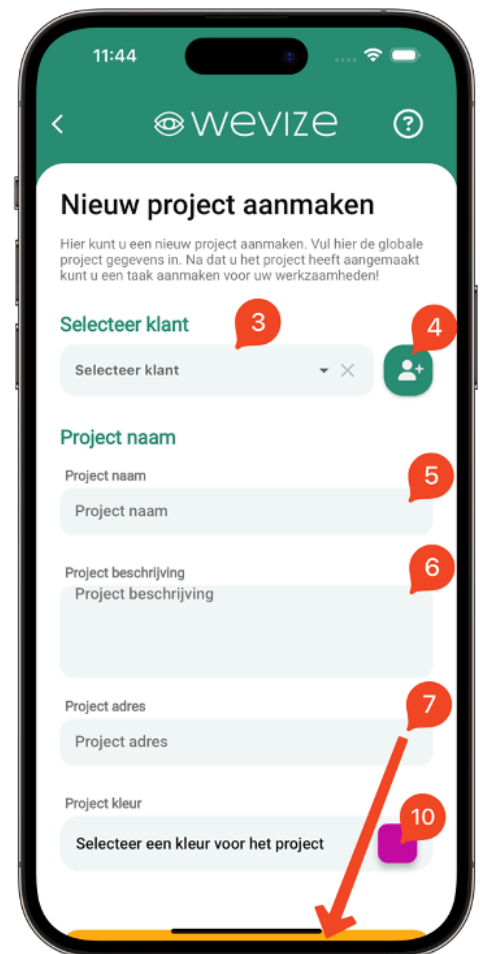 11:44
wevize
?
Nieuw project aanmaken
Hier kunt u een nieuw project aanmaken. Vul hier de globale
project gegevens in. Na dat u het project heeft aangemaakt
kunt u een taak aanmaken voor uw werkzaamheden!
Selecteer klant
3
4
Selecteer klant
Project naam
Project naam
5
Project naam
Project beschrijving
6
Project beschrijving
Project adres
7
Project adres
Project kleur
10
Selecteer een kleur voor het project